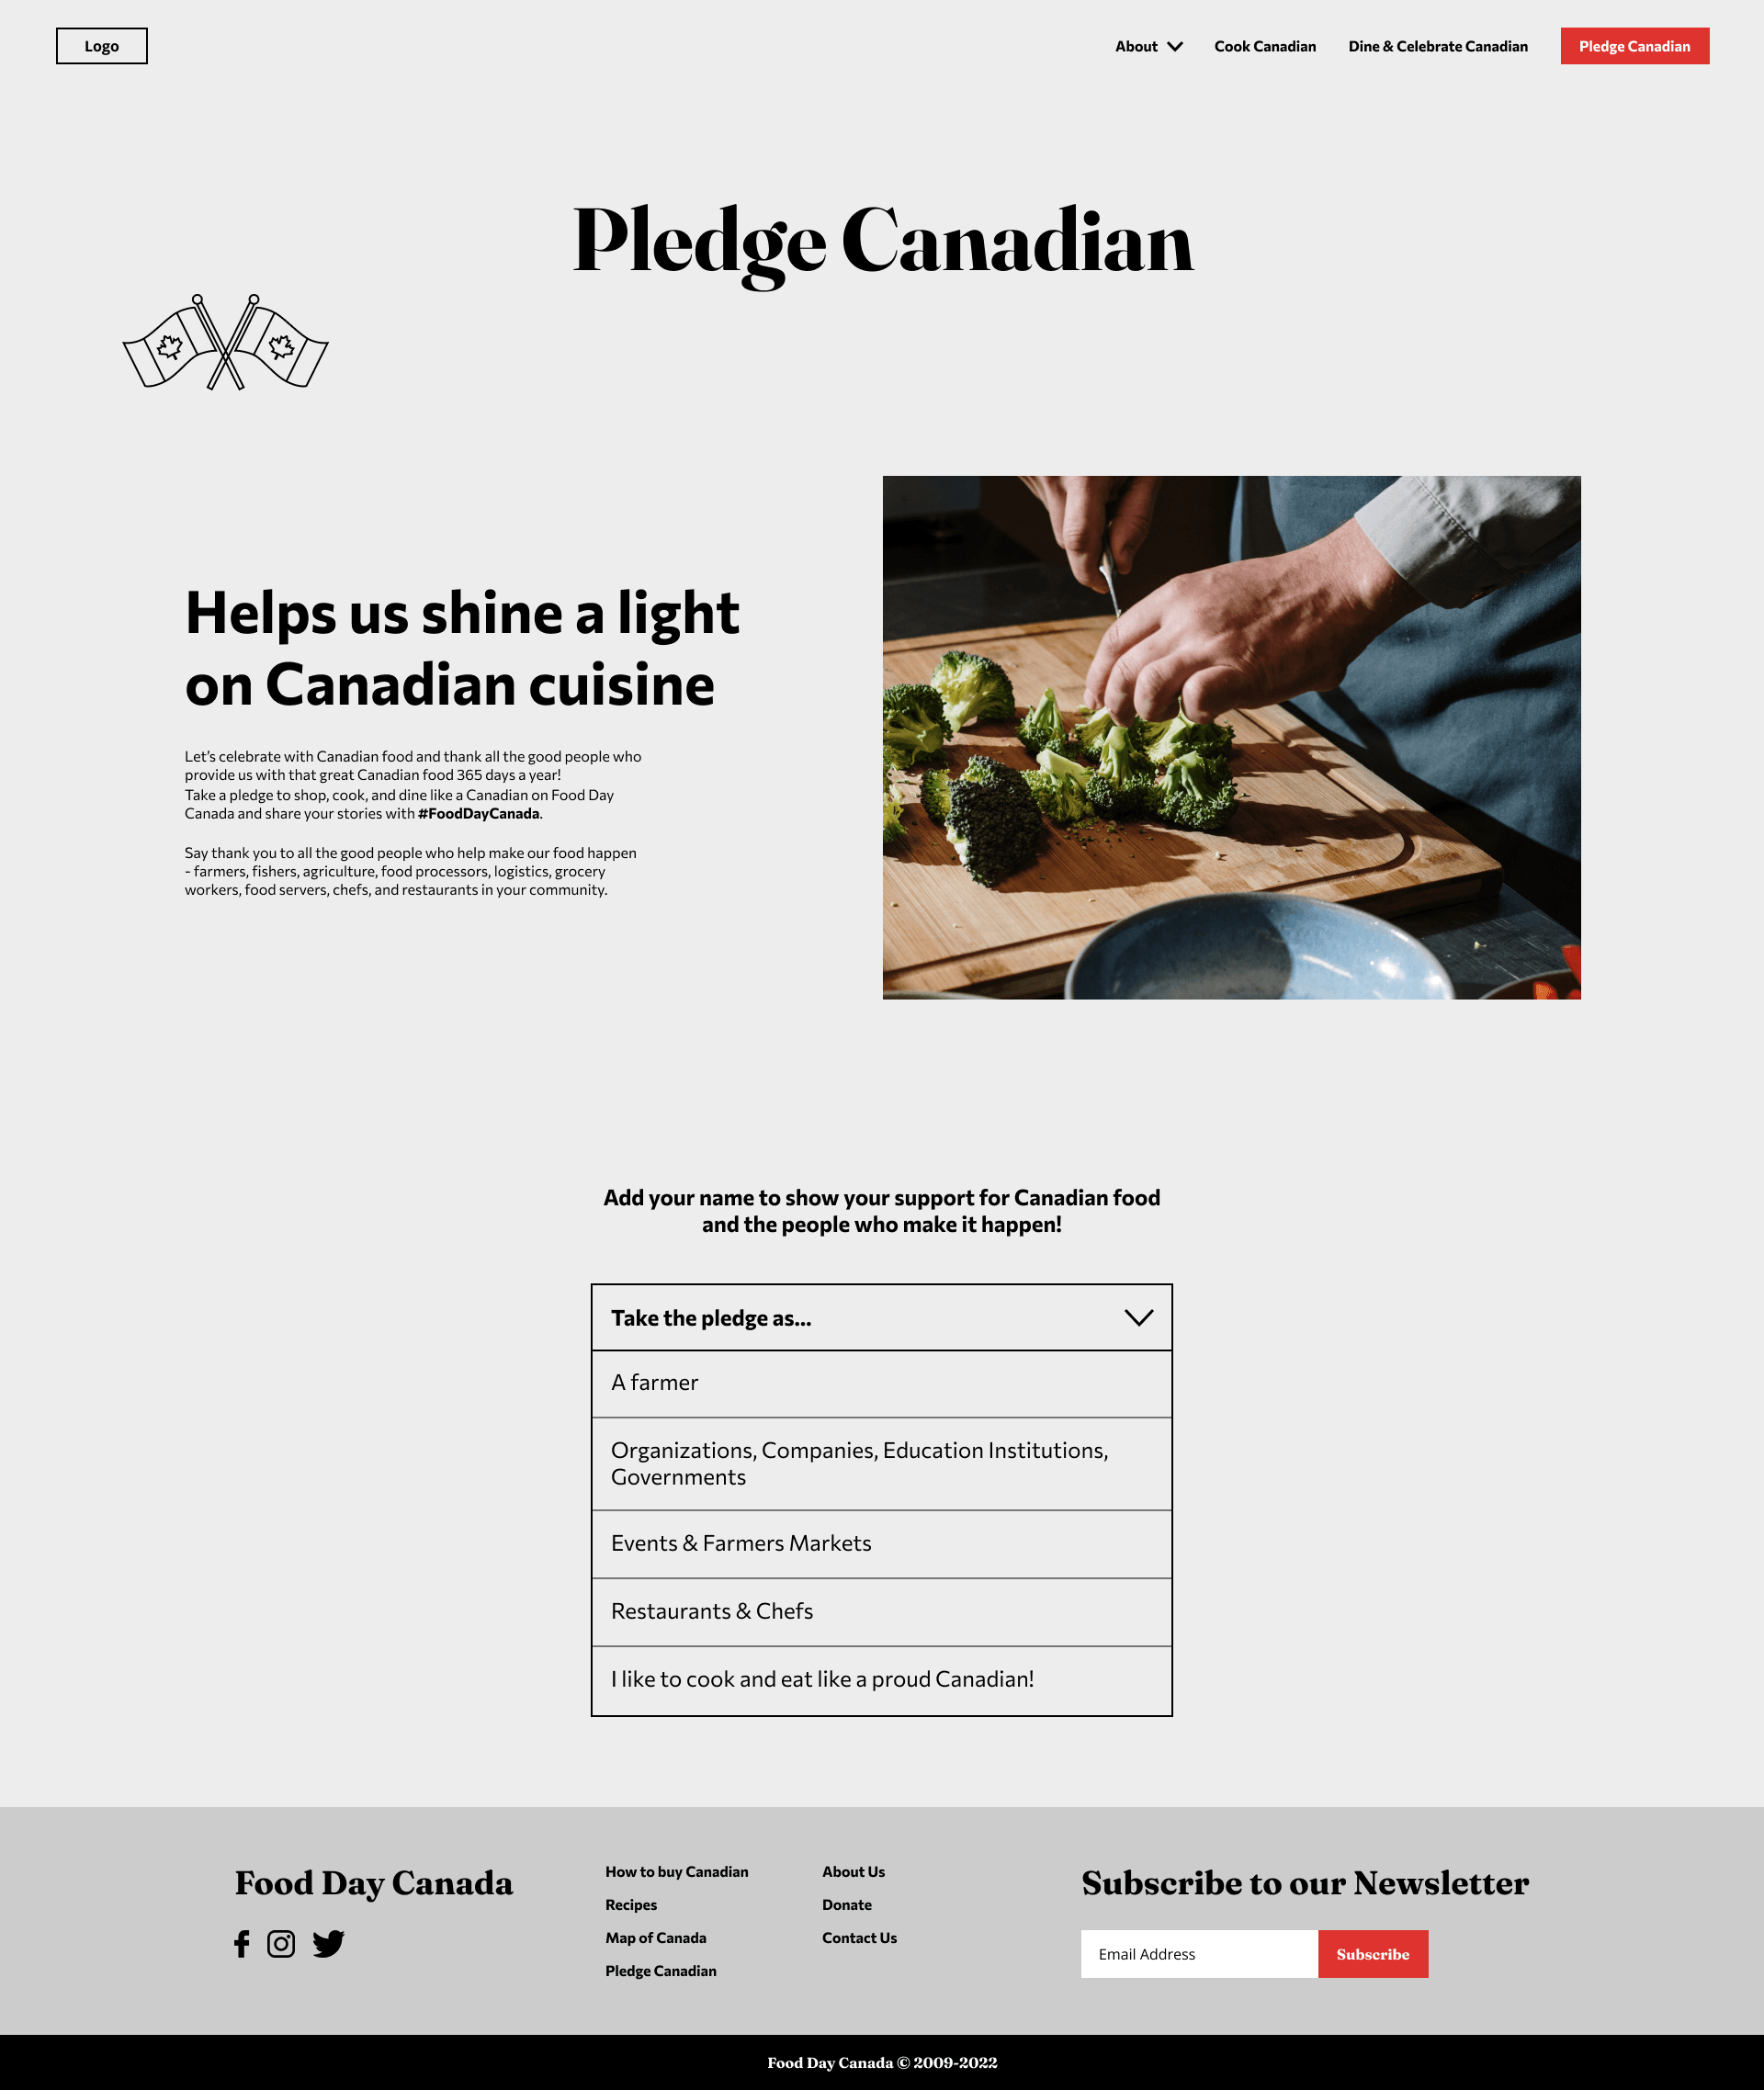 Logo
About
Cook Canadian
Dine & Celebrate Canadian
Pledge Canadian
Pledge Canadian
Helps us shine a light
on Canadian cuisine
Let's celebrate with Canadian food and thank all the good people who
provide us with that great Canadian food 365 days a year!
Take a pledge to shop, cook, and dine like a Canadian on Food Day
Canada and share your stories with #FoodDayCanada.
Say thank you to all the good people who help make our food happen
- farmers, fishers, agriculture, food processors, logistics, grocery
workers, food servers, chefs, and restaurants in your community.
Add your name to show your support for Canadian food
and the people who make it happen!
Take the pledge as...
A farmer
Organizations, Companies, Education Institutions,
Governments
Events & Farmers Markets
Restaurants & Chefs
I like to cook and eat like a proud Canadian!
Food Day Canada
How to buy Canadian
Recipes
Map of Canada
Pledge Canadian
About Us
Donate
Contact Us
Subscribe to our Newsletter
Email Address
Subscribe
Food Day Canada © 2009-2022